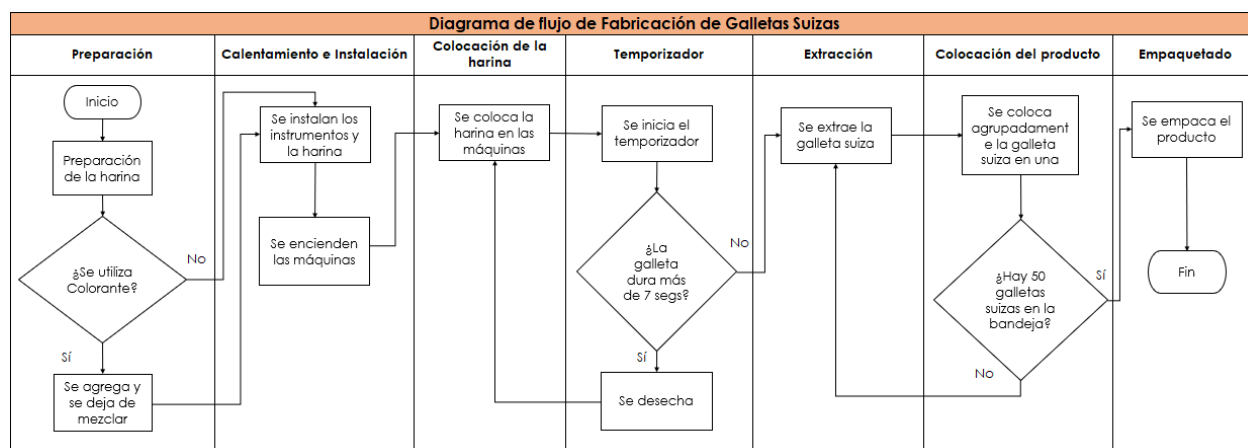 Diagrama de flujo de Fabricación de Galletas Suizas
Preparación
Calentamiento e Instalación
Colocación de la
harina
Temporizador
Extracción
Colocación del producto
Empaquetado
Inicio
Preparación
de la harina
¿Se utiliza
Colorante?
No
Sí
Se agrega y
se deja de
mezclar
Se instalan los
instrumentos y
la harina
Se encienden
las máquinas
Se coloca la
harina en las
máquinas
Se inicia el
temporizador
¿La
galleta
dura más
de 7 segs?
No
Sí
Se desecha
Se extrae la
galleta suiza
Se coloca
agrupadament
e la galleta
suiza en una
¿Hay 50
galletas
suizas en la
bandeja?
Sí
No
Se empaca el
producto
Fin